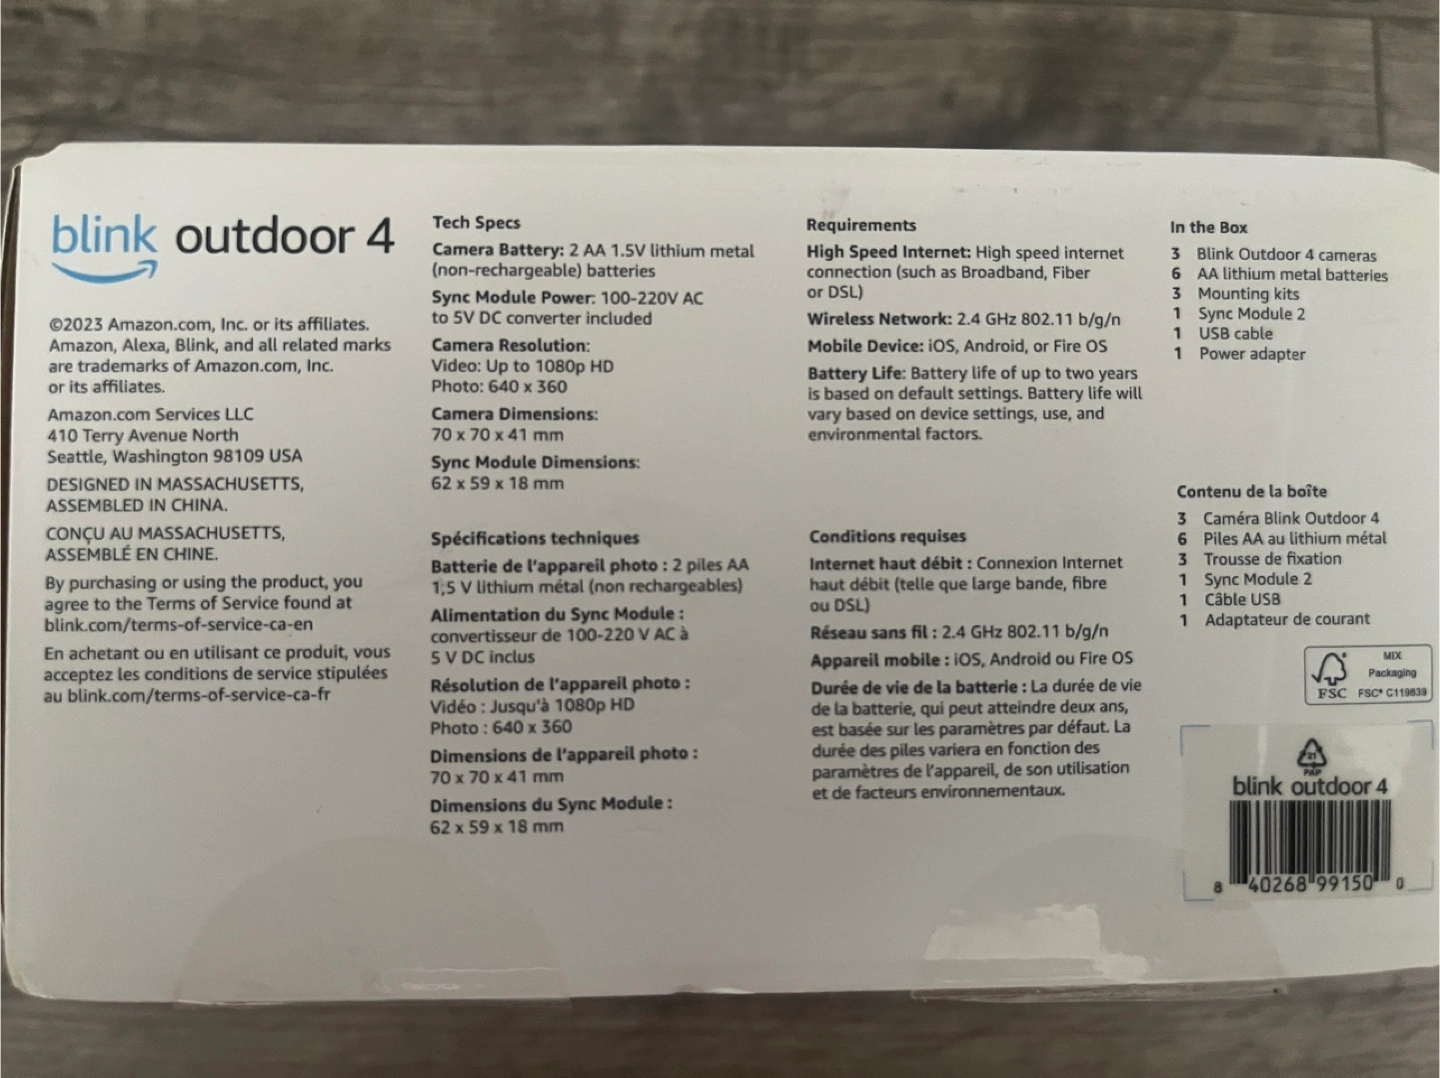 blink outdoor 4
©2023 Amazon.com, Inc. or its affiliates.
Amazon, Alexa, Blink, and all related marks
are trademarks of Amazon.com, Inc.
or its affiliates.
Amazon.com Services LLC
410 Terry Avenue North
Seattle, Washington 98109 USA
DESIGNED IN MASSACHUSETTS,
ASSEMBLED IN CHINA.
CONÇU AU MASSACHUSETTS,
ASSEMBLÉ EN CHINE.
By purchasing or using the product, you
agree to the Terms of Service found at
blink.com/terms-of-service-ca-en
En achetant ou en utilisant ce produit, vous
acceptez les conditions de service stipulées
au blink.com/terms-of-service-ca-fr
Tech Specs
Camera Battery: 2 AA 1.5V lithium metal
(non-rechargeable) batteries
Sync Module Power: 100-220V AC
to 5V DC converter included
Camera Resolution:
Video: Up to 1080p HD
Photo: 640 x 360
Camera Dimensions:
70 x 70 x 41 mm
Sync Module Dimensions:
62 x 59 x 18 mm
Spécifications techniques
Batterie de l'appareil photo : 2 piles AA
1,5 V lithium métal (non rechargeables)
Alimentation du Sync Module :
convertisseur de 100-220 V AC à
5 V DC inclus
Résolution de l'appareil photo :
Vidéo : Jusqu'à 1080p HD
Photo : 640 x 360
Dimensions de l'appareil photo :
70 x 70 x 41 mm
Dimensions du Sync Module :
62 x 59 x 18 mm
Requirements
High Speed Internet: High speed internet
connection (such as Broadband, Fiber
or DSL)
Wireless Network: 2.4 GHz 802.11 b/g/n
Mobile Device: iOS, Android, or Fire OS
Battery Life: Battery life of up to two years
is based on default settings. Battery life will
vary based on device settings, use, and
environmental factors.
Conditions requises
Internet haut débit : Connexion Internet
haut débit (telle que large bande, fibre
ou DSL)
Réseau sans fil : 2.4 GHz 802.11 b/g/n
Appareil mobile : iOS, Android ou Fire OS
Durée de vie de la batterie : La durée de vie
de la batterie, qui peut atteindre deux ans,
est basée sur les paramètres par défaut. La
durée des piles variera en fonction des
paramètres de l'appareil, de son utilisation
et de facteurs environnementaux.
In the Box
3 Blink Outdoor 4 cameras
6 AA lithium metal batteries
3 Mounting kits
1 Sync Module 2
1 USB cable
1 Power adapter
Contenu de la boîte
3 Caméra Blink Outdoor 4
6 Piles AA au lithium métal
3 Trousse de fixation
1 Sync Module 2
1 Câble USB
1 Adaptateur de courant
MIX
Packaging
FSC FSC® C119839
21
PAP
blink outdoor 4
8 40268 99150 0